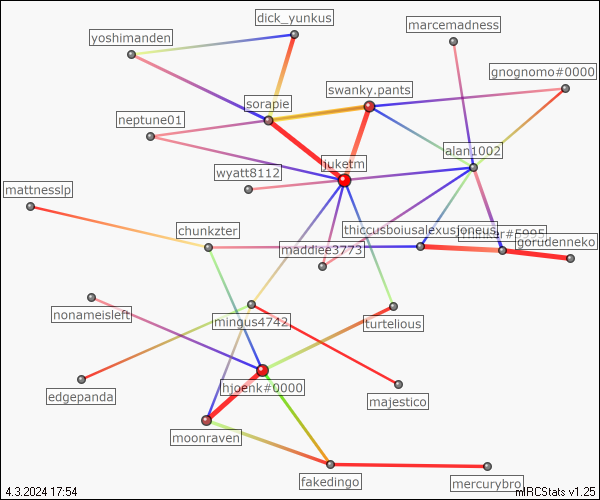 dick_yunkus
marcemadness
yoshimanden
gnognomo#0000
swanky.pants
sorapie
neptune01
alan1002
juketm
wyatt8112
mattnesslp
chunkzter
thiccusboiusalexusjoneus
gorudenneko
maddiee3773
nonameisleft
mingus4742
turtelious
hjoenk#0000
edgepanda
majestico
moonraven
fakedingo
mercurybro
4.3.2024 17:54
mIRCStats v1.25